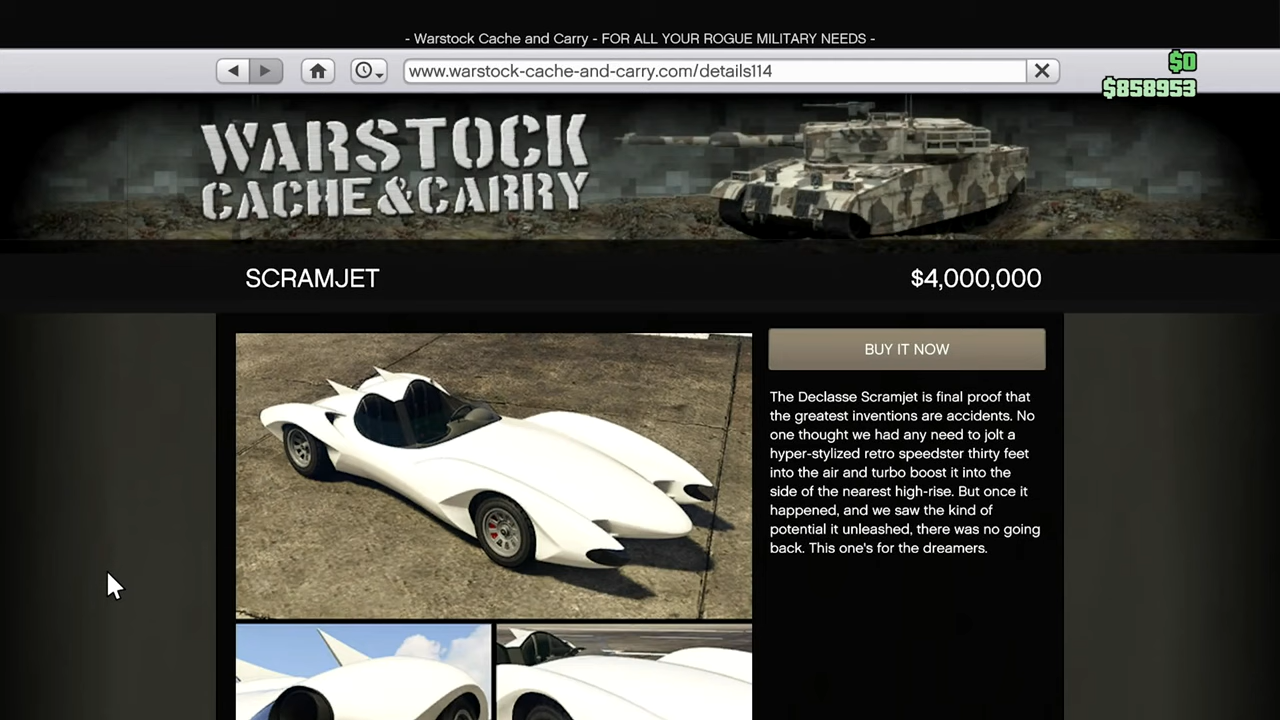 - Warstock Cache and Carry - FOR ALL YOUR ROGUE MILITARY NEEDS -
www.warstock-cache-and-carry.com/details114
$0
$858953
WARSTOCK
CACHE & CARRY
SCRAMJET
$4,000,000
BUY IT NOW
The Declasse Scramjet is final proof that
the greatest inventions are accidents. No
one thought we had any need to jolt a
hyper-stylized retro speedster thirty feet
into the air and turbo boost it into the
side of the nearest high-rise. But once it
happened, and we saw the kind of
potential it unleashed, there was no going
back. This one's for the dreamers.